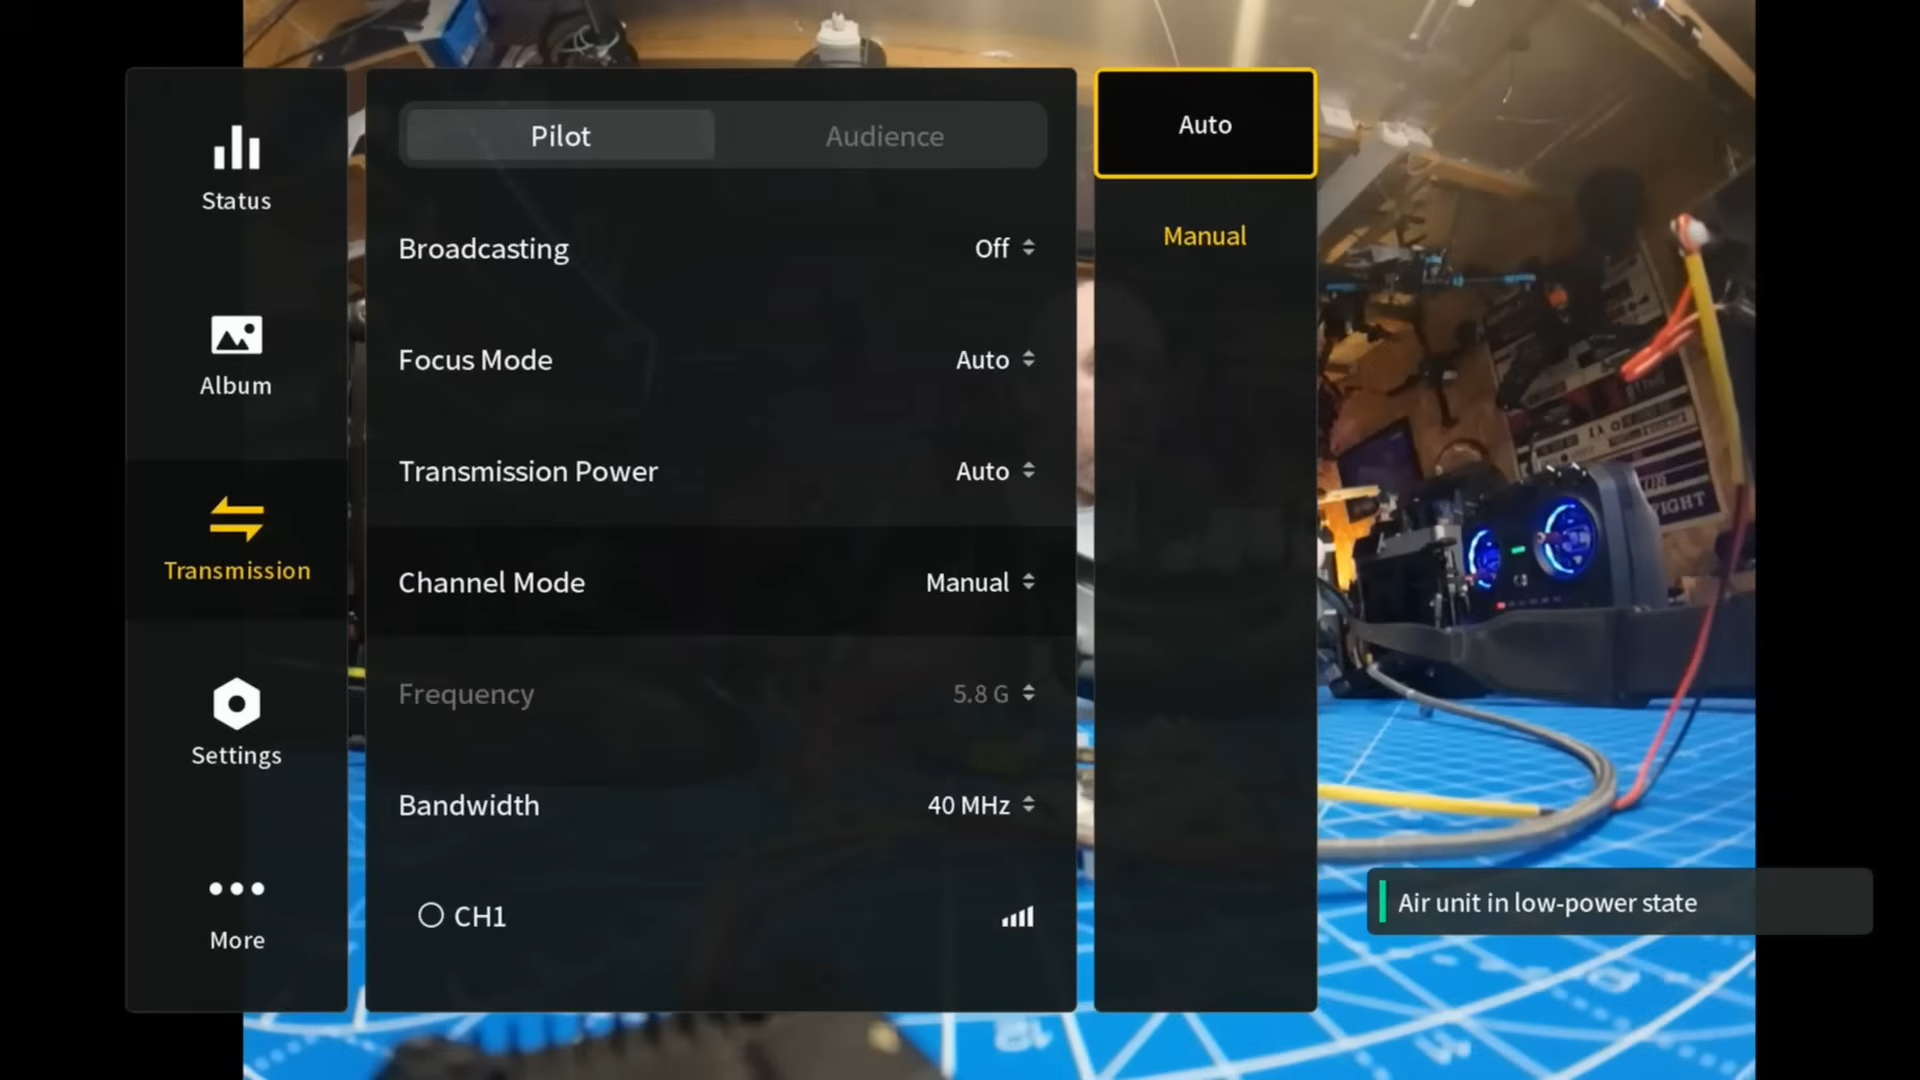 Status
Album
Transmission
Settings
More
Pilot
Audience
Broadcasting
Off
Focus Mode
Auto
Transmission Power
Auto
Channel Mode
Manual
Frequency
5.8 G
Bandwidth
40 MHz
CH1
Auto
Manual
Air unit in low-power state